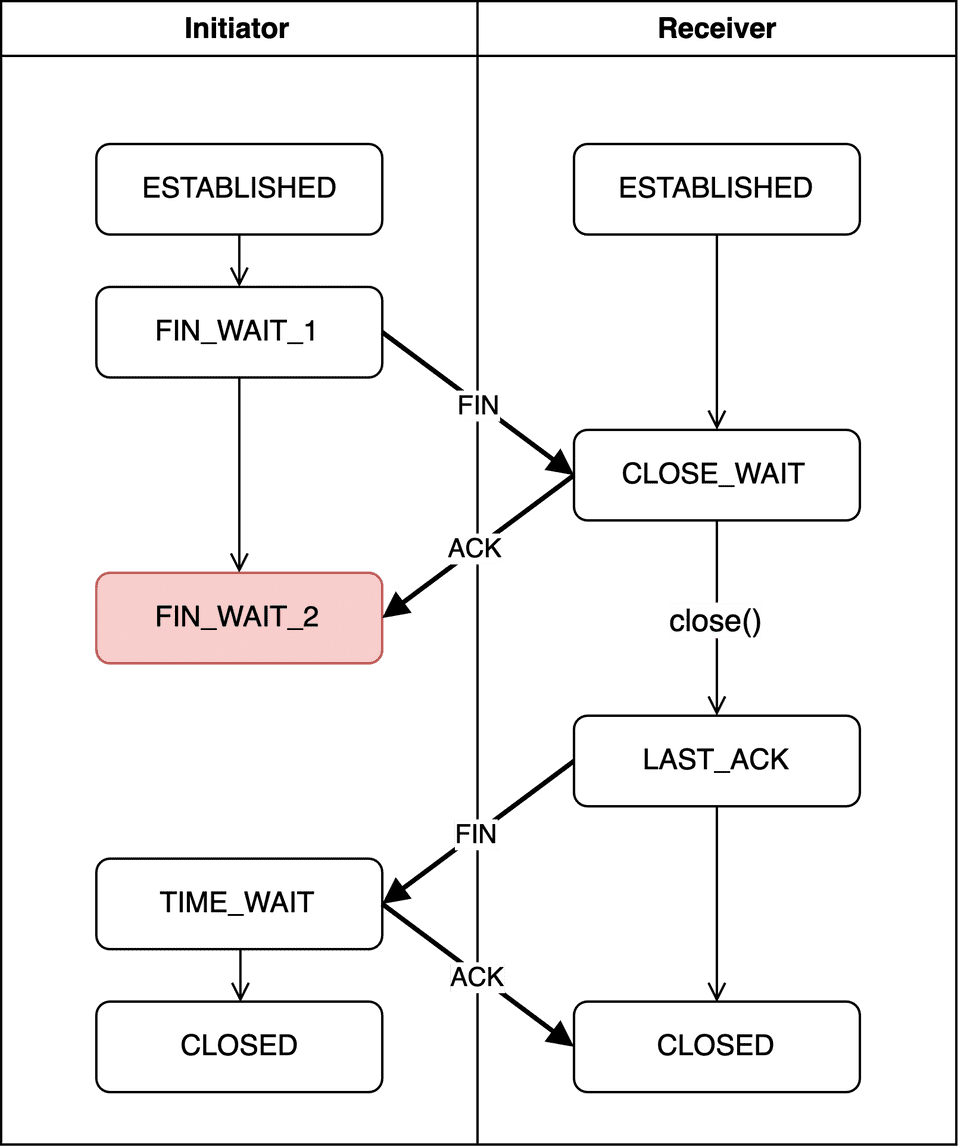 Initiator
Receiver
ESTABLISHED
ESTABLISHED
FIN_WAIT_1
FIN
CLOSE_WAIT
ACK
FIN_WAIT_2
close()
LAST_ACK
FIN
TIME_WAIT
ACK
CLOSED
CLOSED